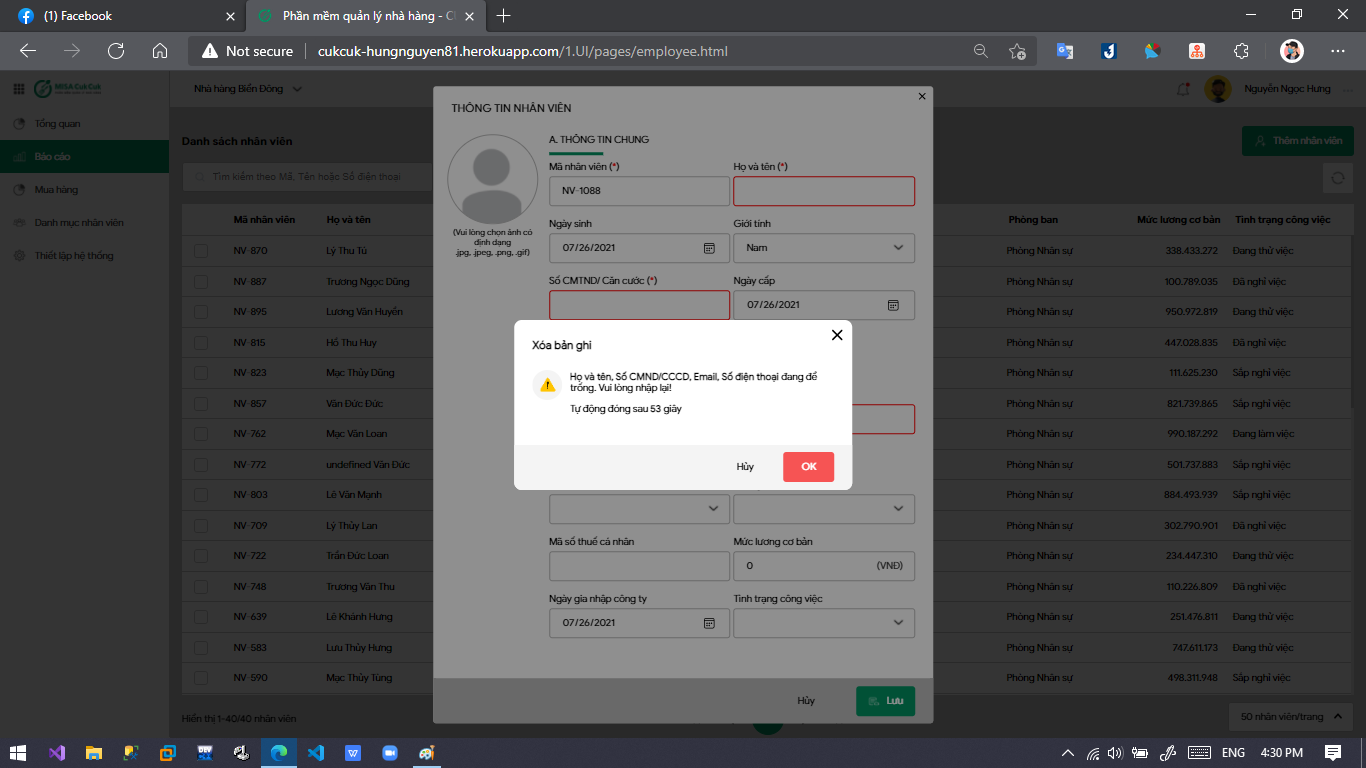 (1) Facebook
Phần mềm quản lý nhà hàng - C
Not secure
cukcuk-hungnguyen81.herokuapp.com/1.UI/pages/employee.html
MISA Cuk Cuk
Nhà hàng Biển Đông
Nguyễn Ngọc Hưng
Tổng quan
Báo cáo
Mua hàng
Danh mục nhân viên
Thiết lập hệ thống
Danh sách nhân viên
Thêm nhân viên
Tìm kiếm theo Mã, Tên hoặc Số điện thoại
Mã nhân viên Họ và tên Phòng ban Mức lương cơ bản Tình trạng công việc
NV-870 Lý Thu Tú Phòng Nhân sự 338.433.272 Đang thử việc
NV-887 Trương Ngọc Dũng Phòng Nhân sự 100.789.035 Đã nghỉ việc
NV-895 Lương Văn Huyền Phòng Nhân sự 950.972.819 Đang thử việc
NV-815 Hồ Thu Huy Phòng Nhân sự 447.028.835 Đang thử việc
NV-823 Mạc Thủy Dũng Phòng Nhân sự 111.625.230 Sắp nghỉ việc
NV-857 Văn Đức Đức Phòng Nhân sự 821.739.865 Sắp nghỉ việc
NV-762 Mạc Văn Loan Phòng Nhân sự 990.187.292 Đang làm việc
NV-772 undefined Văn Đức Phòng Nhân sự 501.737.883 Sắp nghỉ việc
NV-803 Lê Văn Mạnh Phòng Nhân sự 884.493.939 Sắp nghỉ việc
NV-709 Lý Thủy Lan Phòng Nhân sự 302.790.901 Đã nghỉ việc
NV-722 Trần Đức Loan Phòng Nhân sự 234.447.310 Đang thử việc
NV-748 Trương Văn Thu Phòng Nhân sự 110.226.809 Đã nghỉ việc
NV-639 Lê Khánh Hưng Phòng Nhân sự 251.476.811 Đang thử việc
NV-583 Lưu Thủy Hưng Phòng Nhân sự 747.611.173 Đang thử việc
NV-590 Mạc Thủy Tùng Phòng Nhân sự 498.311.948 Sắp nghỉ việc
Hiển thị 1-40/40 nhân viên
50 nhân viên/trang
THÔNG TIN NHÂN VIÊN
(Vui lòng chọn ảnh có
định dạng
.jpg, .jpeg, .png, .gif)
A. THÔNG TIN CHUNG
Mã nhân viên (*) Họ và tên (*)
NV-1088
Ngày sinh Giới tính
07/26/2021 Nam
Số CMTND/ Căn cước (*) Ngày cấp
07/26/2021
Xóa bản ghi
Họ và tên, Số CMND/CCCD, Email, Số điện thoại đang để
trống. Vui lòng nhập lại!
Tự động đóng sau 53 giây
Hủy OK
Mã số thuế cá nhân Mức lương cơ bản
0 (VNĐ)
Ngày gia nhập công ty Tình trạng công việc
07/26/2021
Hủy Lưu
ENG 4:30 PM